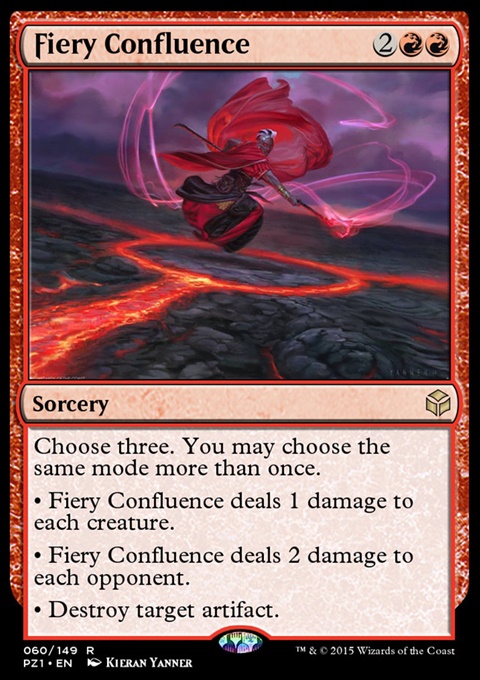 Fiery Confluence 2
Sorcery
Choose three. You may choose the
same mode more than once.
• Fiery Confluence deals 1 damage to
each creature.
• Fiery Confluence deals 2 damage to
each opponent.
• Destroy target artifact.
060/149 R
PZ1 • EN Kieran Yanner
™ & © 2015 Wizards of the Coast